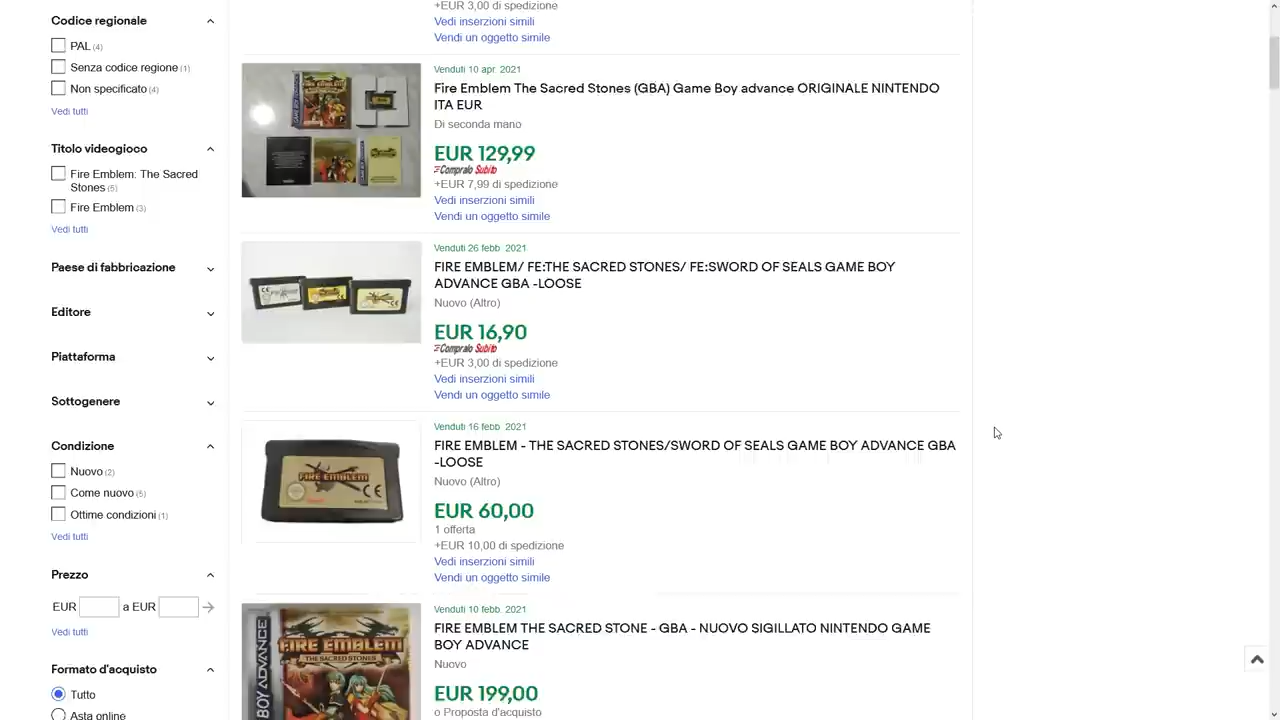 Codice regionale
PAL (4)
Senza codice regione (1)
Non specificato (4)
Vedi tutti
Titolo videogioco
Fire Emblem: The Sacred
Stones (5)
Fire Emblem (3)
Vedi tutti
Paese di fabbricazione
Editore
Piattaforma
Sottogenere
Condizione
Nuovo (2)
Come nuovo (5)
Ottime condizioni (1)
Vedi tutti
Prezzo
EUR a EUR
Vedi tutti
Formato d'acquisto
Tutto
Asta online
+EUR 3,00 di spedizione
Vedi inserzioni simili
Vendi un oggetto simile
Venduti 10 apr. 2021
Fire Emblem The Sacred Stones (GBA) Game Boy advance ORIGINALE NINTENDO
ITA EUR
Di seconda mano
EUR 129,99
Compralo Subito
+EUR 7,99 di spedizione
Vedi inserzioni simili
Vendi un oggetto simile
Venduti 26 febb. 2021
FIRE EMBLEM/ FE:THE SACRED STONES/ FE:SWORD OF SEALS GAME BOY
ADVANCE GBA -LOOSE
Nuovo (Altro)
EUR 16,90
Compralo Subito
+EUR 3,00 di spedizione
Vedi inserzioni simili
Vendi un oggetto simile
FIRE EMBLEM
CE
Venduti 16 febb. 2021
FIRE EMBLEM - THE SACRED STONES/SWORD OF SEALS GAME BOY ADVANCE GBA
-LOOSE
Nuovo (Altro)
EUR 60,00
1 offerta
+EUR 10,00 di spedizione
Vedi inserzioni simili
Vendi un oggetto simile
BOY ADVANCE
FIRE EMBLEM
THE SACRED STONES
Venduti 10 febb. 2021
FIRE EMBLEM THE SACRED STONE - GBA - NUOVO SIGILLATO NINTENDO GAME
BOY ADVANCE
Nuovo
EUR 199,00
o Proposta d'acquisto